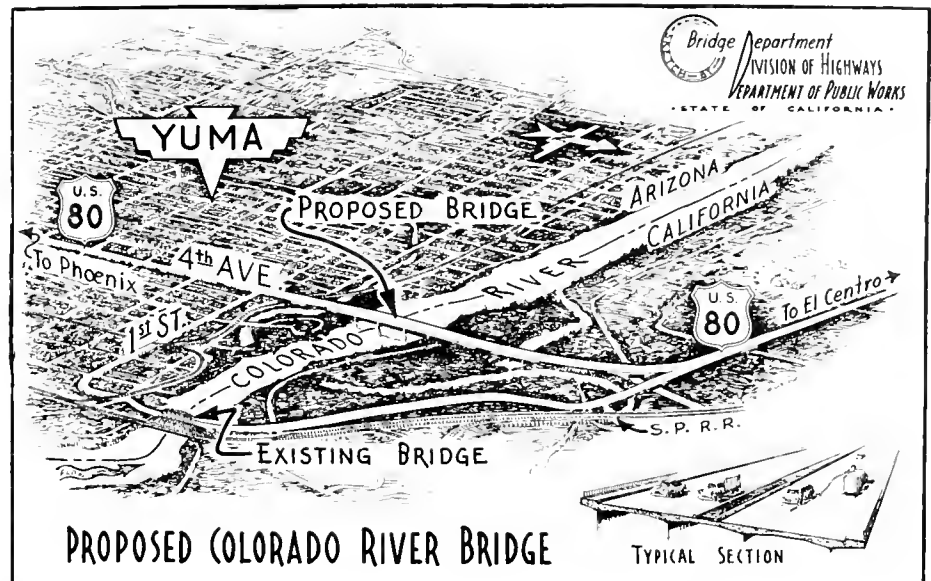 SKETCH-BY
Bridge Department
DIVISION OF HIGHWAYS
DEPARTMENT OF PUBLIC WORKS
• STATE OF CALIFORNIA •
YUMA
U.S.
80
To Phoenix
4th AVE
1st ST.
PROPOSED BRIDGE
ARIZONA
CALIFORNIA
COLORADO RIVER
U.S.
80
To El Centro
S.P.R.R.
EXISTING BRIDGE
PROPOSED COLORADO RIVER BRIDGE
TYPICAL SECTION